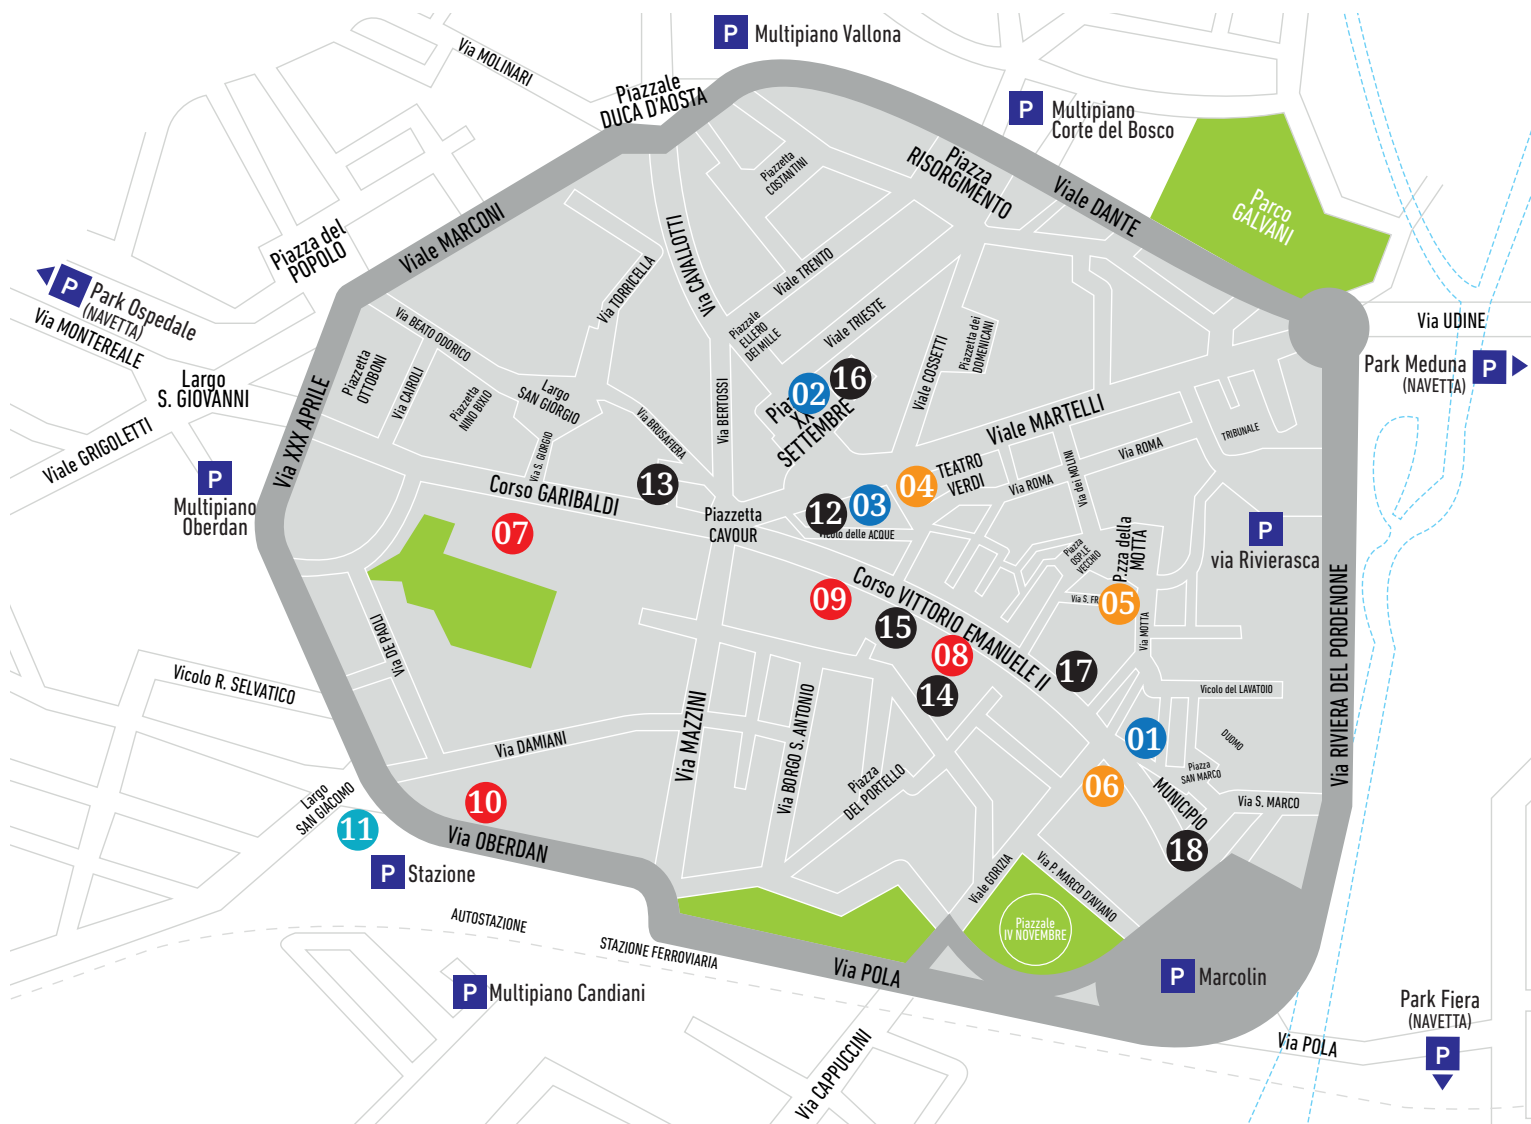 P Multipiano Vallona
Via MOLINARI
Piazzale
DUCA D'AOSTA
P Multipiano
Corte del Bosco
Piazza
RISORGIMENTO
Viale DANTE
Parco
GALVANI
Piazzetta
COSTANTINI
Piazza del
POPOLO
Viale MARCONI
Via CAVALLOTTI
Via TORRICELLA
Viale TRENTO
P Park Ospedale
(NAVETTA)
Via MONTEREALE
Via BEATO ODORICO
Piazzale
ELLERO
DEI MILLE
Viale TRIESTE
Viale COSSETTI
Piazzetta dei
DOMENICANI
Via UDINE
Park Meduna
(NAVETTA)
P
Largo
S. GIOVANNI
Viale GRIGOLETTI
Via XXX APRILE
Piazzetta
OTTOBONI
Via CAIROLI
Piazzetta
NINO BIXIO
Largo
SAN GIORGIO
Via S. GIORGIO
Via BRUSAFIERA
Via BERTOSSI
02
16
SETTEMBRE
Viale MARTELLI
TRIBUNALE
Via ROMA
Via ROMA
Via dei MOLINI
P
Multipiano
Oberdan
Corso GARIBALDI
13
07
Piazzetta
CAVOUR
12
03
04
TEATRO
VERDI
Vicolo delle ACQUE
Piazza
OSP.LE
VECCHIO
P.zza della
MOTTA
P
via Rivierasca
Corso VITTORIO EMANUELE II
09
15
08
14
17
Via S. FR
05
Via MOTTA
Via RIVIERA DEL PORDENONE
Via DE PAOLI
Vicolo R. SELVATICO
Via DAMIANI
Via MAZZINI
Via BORGO S. ANTONIO
Piazza
DEL PORTELLO
Vicolo del LAVATOIO
01
DUOMO
Piazza
SAN MARCO
06
MUNICIPIO
Via S. MARCO
18
Largo
SAN GIACOMO
11
10
Via OBERDAN
P Stazione
AUTOSTAZIONE
STAZIONE FERROVIARIA
P Multipiano Candiani
Viale GORIZIA
Via P. MARCO D'AVIANO
Piazzale
IV NOVEMBRE
Via POLA
P Marcolin
Via CAPPUCCINI
Via POLA
Park Fiera
(NAVETTA)
P